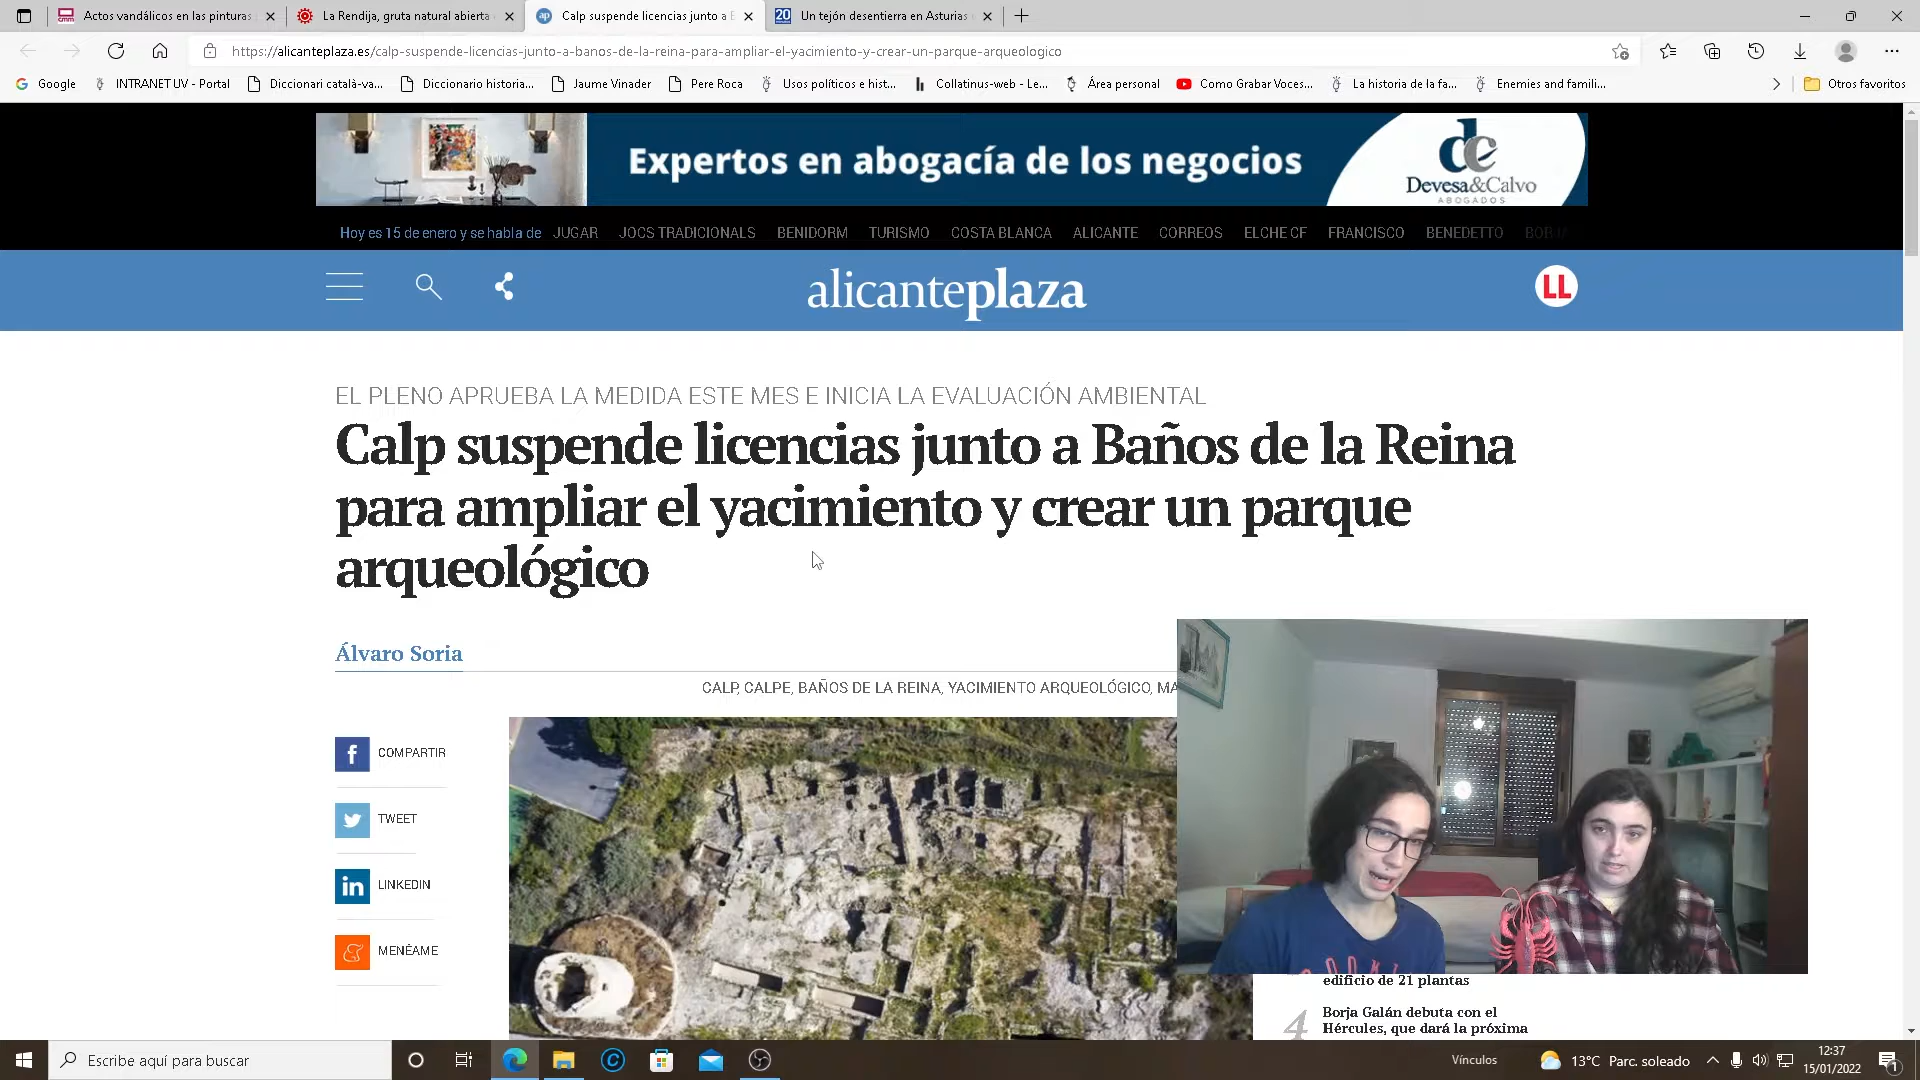 Actos vandálicos en las pinturas
La Rendija, gruta natural abierta
ap
Calp suspende licencias junto a B
20
Un tejón desentierra en Asturias
https://alicanteplaza.es/calp-suspende-licencias-junto-a-banos-de-la-reina-para-ampliar-el-yacimiento-y-crear-un-parque-arqueologico
Google
INTRANET UV - Portal
Diccionari català-va...
Diccionario historia...
Jaume Vinader
Pere Roca
Usos políticos e hist...
Collatinus-web - Le...
Área personal
Como Grabar Voces...
La historia de la fa...
Enemies and famili...
Otros favoritos
Expertos en abogacía de los negocios
dc
Devesa&Calvo
ABOGADOS
Hoy es 15 de enero y se habla de JUGAR JOCS TRADICIONALS BENIDORM TURISMO COSTA BLANCA ALICANTE CORREOS ELCHE CF FRANCISCO BENEDETTO
alicanteplaza
LL
EL PLENO APRUEBA LA MEDIDA ESTE MES E INICIA LA EVALUACIÓN AMBIENTAL
Calp suspende licencias junto a Baños de la Reina
para ampliar el yacimiento y crear un parque
arqueológico
Álvaro Soria
CALP, CALPE, BAÑOS DE LA REINA, YACIMIENTO ARQUEOLÓGICO, MA
COMPARTIR
TWEET
LINKEDIN
MENÉAME
edificio de 21 plantas
4
Borja Galán debuta con el
Hércules, que dará la próxima
Escribe aquí para buscar
Vínculos
13°C Parc. soleado
12:37
15/01/2022
1